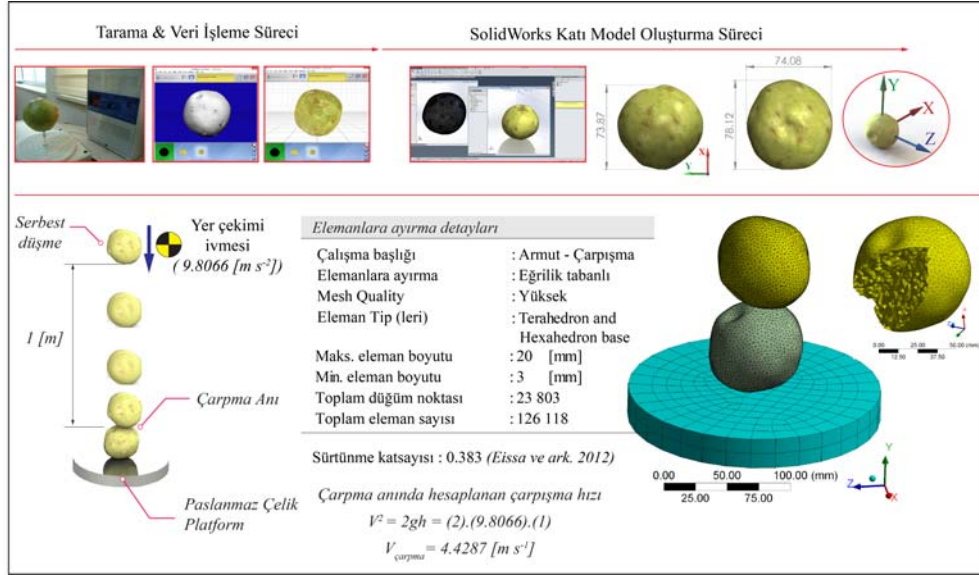 Tarama & Veri İşleme Süreci
SolidWorks Katı Model Oluşturma Süreci
73.87
X
Y
74.08
78.12
Y
X
Z
Serbest
düşme
Yer çekimi
ivmesi
( 9.8066 [m s⁻²])
1 [m]
Çarpma Anı
Paslanmaz Çelik
Platform
Elemanlara ayırma detayları
Çalışma başlığı : Armut - Çarpışma
Elemanlara ayırma : Eğrilik tabanlı
Mesh Quality : Yüksek
Eleman Tip (leri) : Terahedron and
Hexahedron base
Maks. eleman boyutu : 20 [mm]
Min. eleman boyutu : 3 [mm]
Toplam düğüm noktası : 23 803
Toplam eleman sayısı : 126 118
Sürtünme katsayısı : 0.383 (Eissa ve ark. 2012)
Çarpma anında hesaplanan çarpışma hızı
V² = 2gh = (2).(9.8066).(1)
Vçarpma = 4.4287 [m s⁻¹]
0.00 25.00 50.00 (mm)
12.50 37.50
0.00 50.00 100.00 (mm)
25.00 75.00
Y
Z
X